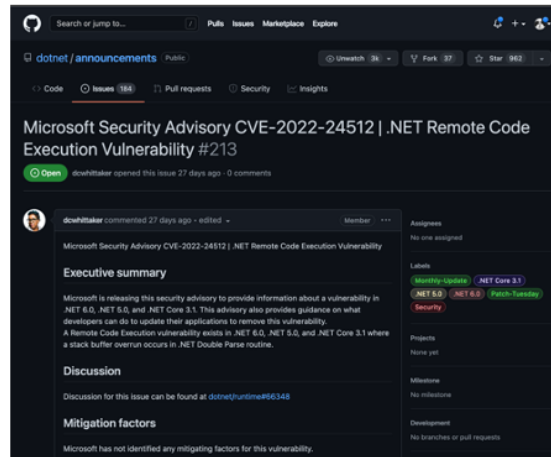 Search or jump to...
/
Pulls Issues Marketplace Explore
dotnet / announcements Public
Unwatch 3k
Fork 37
Star 962
Code
Issues 184
Pull requests
Security
Insights
Microsoft Security Advisory CVE-2022-24512 | .NET Remote Code
Execution Vulnerability #213
Open
dcwhittaker opened this issue 27 days ago · 0 comments
dcwhittaker commented 27 days ago · edited
Member
Microsoft Security Advisory CVE-2022-24512 | .NET Remote Code Execution Vulnerability
Executive summary
Microsoft is releasing this security advisory to provide information about a vulnerability in
.NET 6.0, .NET 5.0, and .NET Core 3.1. This advisory also provides guidance on what
developers can do to update their applications to remove this vulnerability.
A Remote Code Execution vulnerability exists in .NET 6.0, .NET 5.0, and .NET Core 3.1 where
a stack buffer overrun occurs in .NET Double Parse routine.
Discussion
Discussion for this issue can be found at dotnet/runtime#66348
Mitigation factors
Microsoft has not identified any mitigating factors for this vulnerability.
Assignees
No one assigned
Labels
Monthly-Update .NET Core 3.1
.NET 5.0 .NET 6.0 Patch-Tuesday
Security
Projects
None yet
Milestone
No milestone
Development
No branches or pull requests